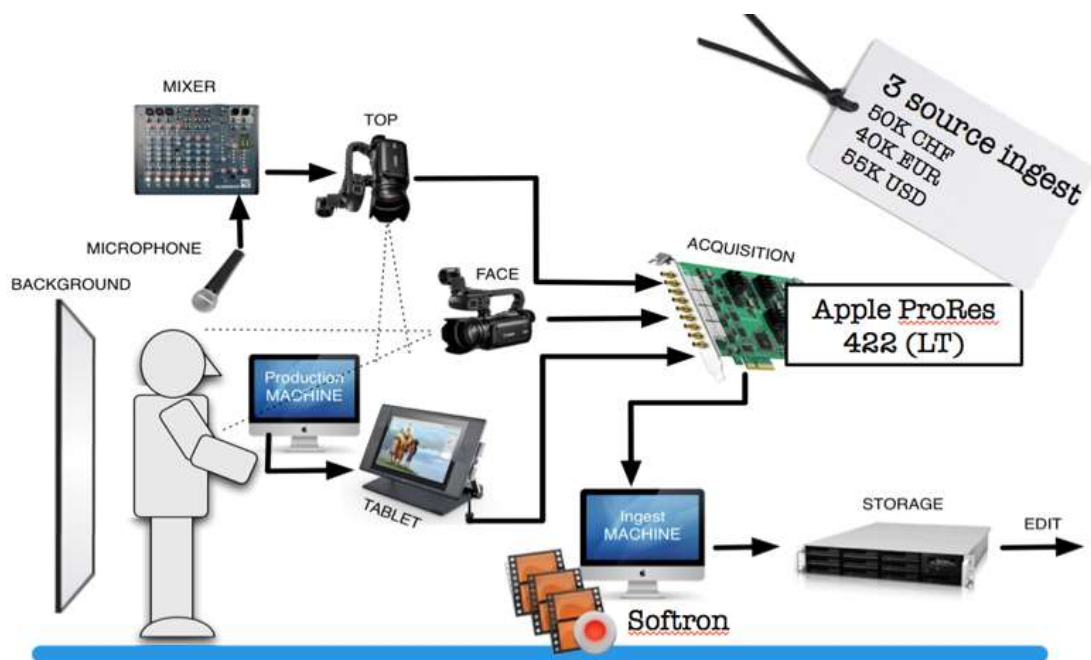 MIXER
TOP
3 source ingest
50K CHF
40K EUR
55K USD
MICROPHONE
BACKGROUND
FACE
ACQUISITION
Apple ProRes
422 (LT)
Production
MACHINE
TABLET
Ingest
MACHINE
STORAGE
EDIT
Softron